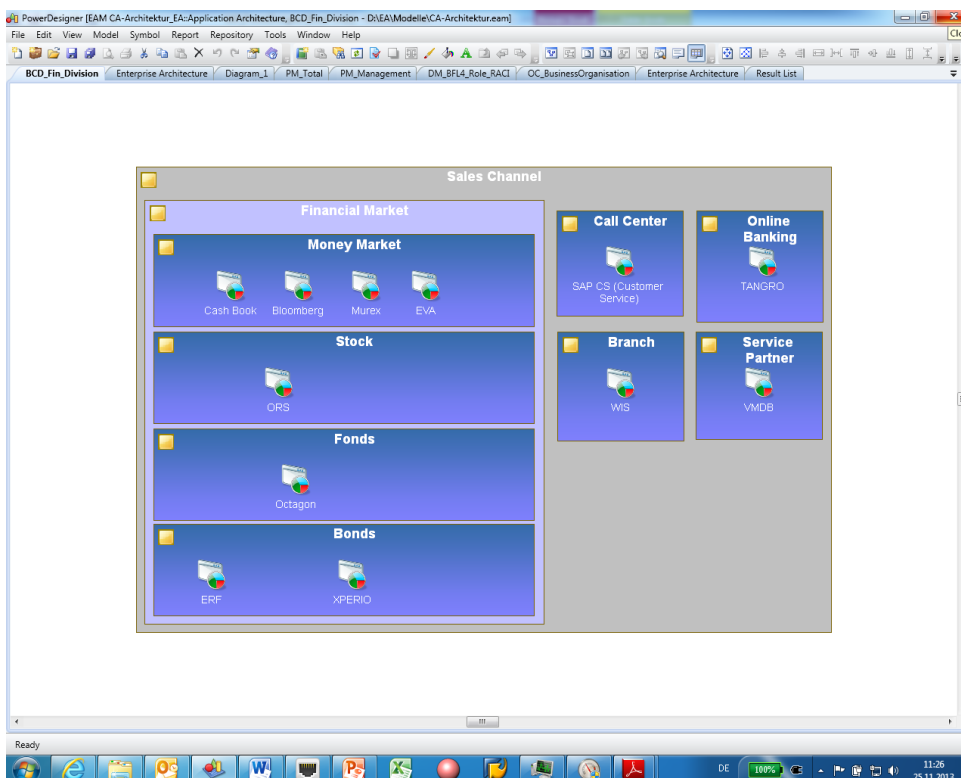 PowerDesigner [EAM CA-Architektur_EA::Application Architecture, BCD_Fin_Division - D:\EA\Modelle\CA-Architektur.eam]
File Edit View Model Symbol Report Repository Tools Window Help
BCD_Fin_Division Enterprise Architecture Diagram_1 PM_Total PM_Management DM_BFL4_Role_RACI OC_BusinessOrganisation Enterprise Architecture Result List
Sales Channel
Financial Market
Money Market
Cash Book Bloomberg Murex EVA
Stock
ORS
Fonds
Octagon
Bonds
ERF XPERIO
Call Center
SAP CS (Customer
Service)
Online
Banking
TANGRO
Branch
WIS
Service
Partner
VMDB
Ready
DE 100% 11:26
25.11.2013